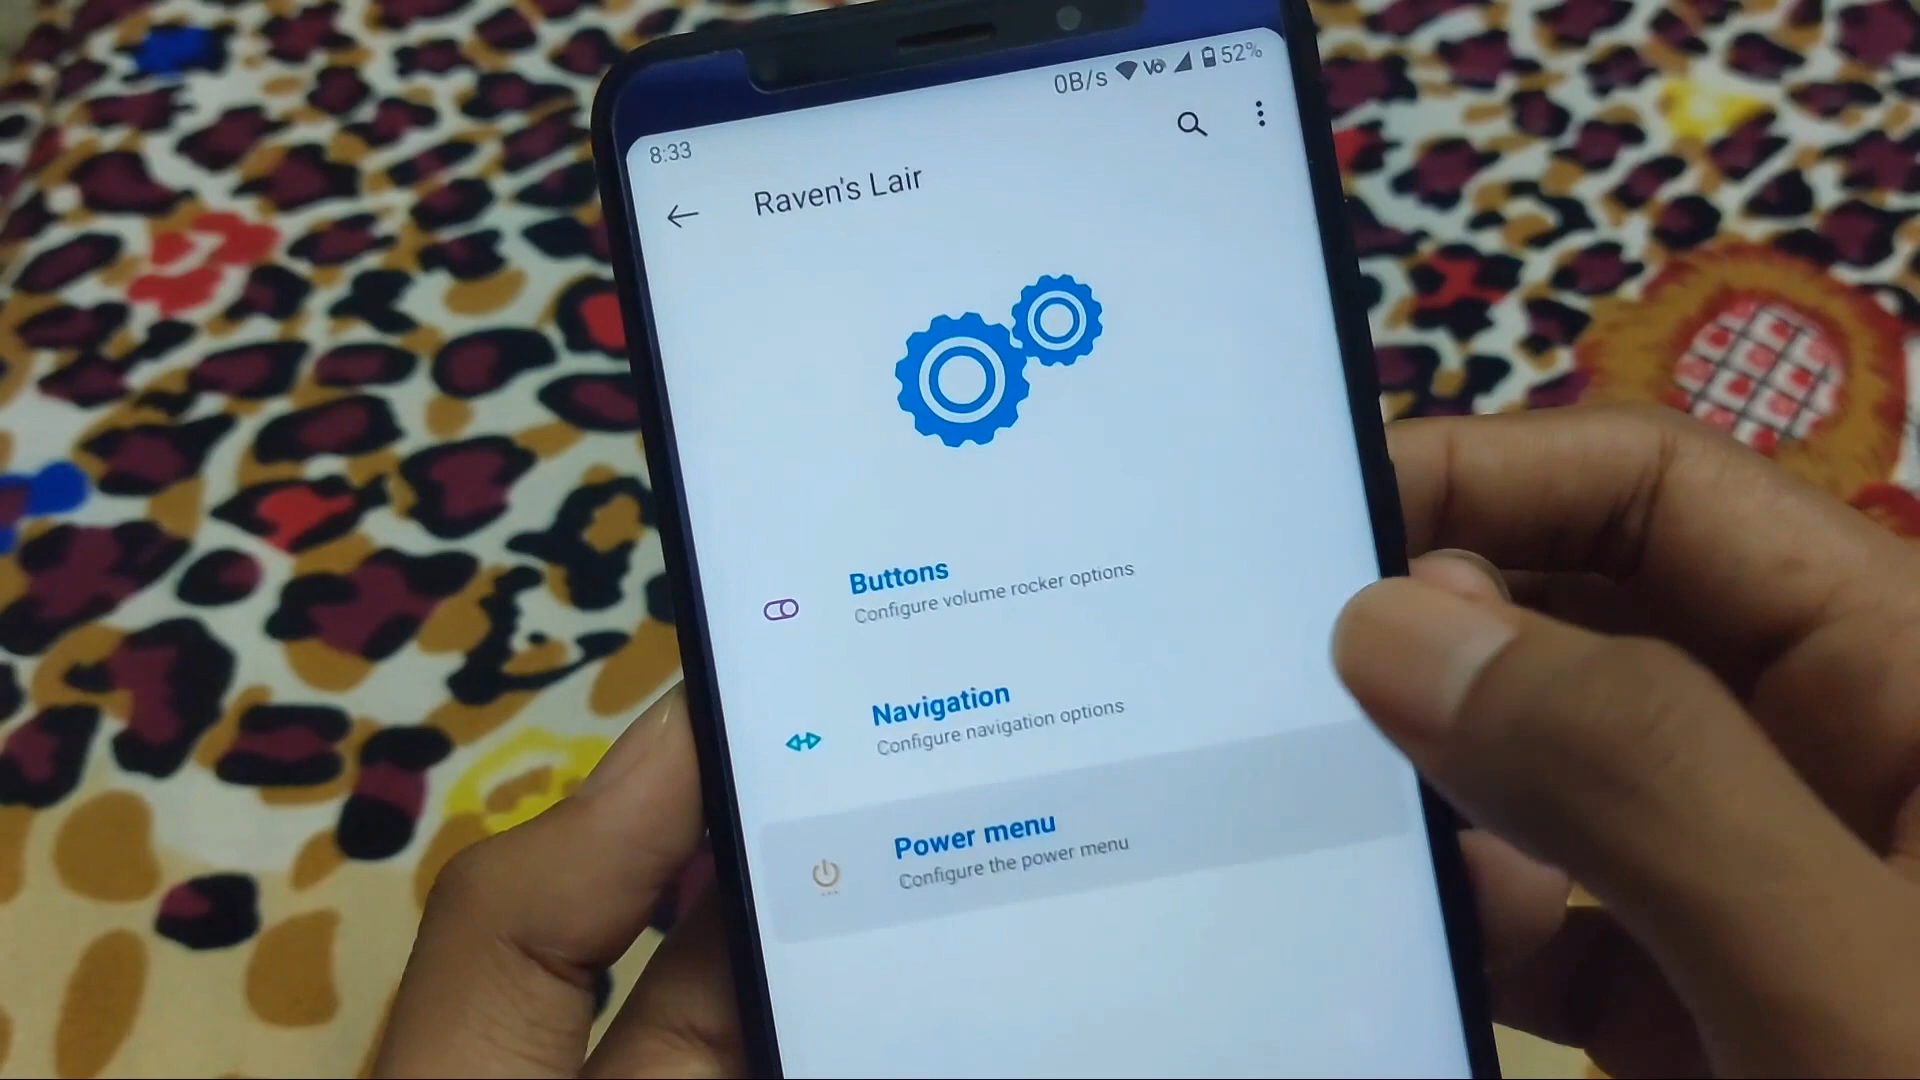 8:33
0B/s Vo 52%
Raven's Lair
Buttons
Configure volume rocker options
Navigation
Configure navigation options
Power menu
Configure the power menu